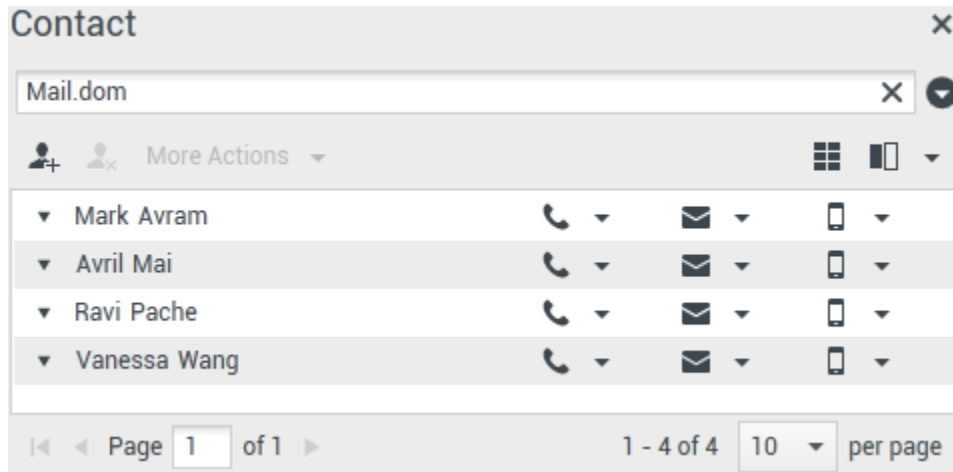 Contact
Mail.dom
More Actions
Mark Avram
Avril Mai
Ravi Pache
Vanessa Wang
Page 1 of 1 1 - 4 of 4 10 per page